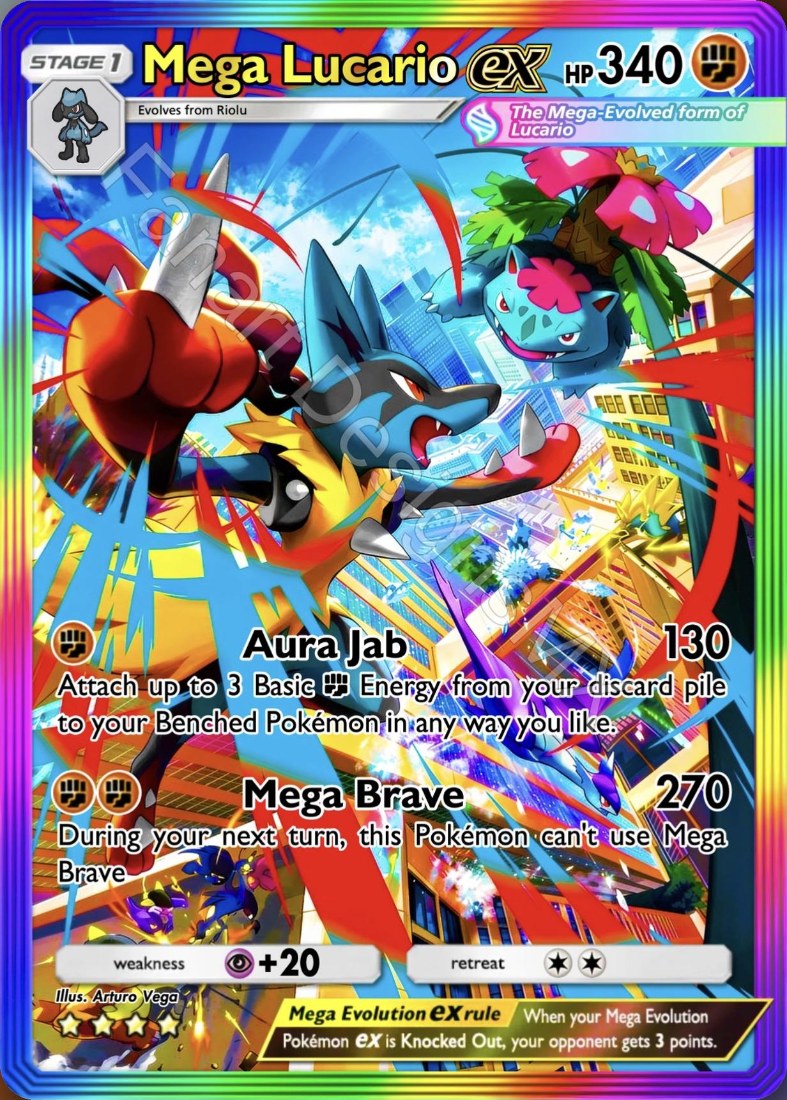 STAGE 1 Mega Lucario ex HP 340
Evolves from Riolu
The Mega-Evolved form of
Lucario
Aura Jab 130
Attach up to 3 Basic Energy from your discard pile
to your Benched Pokémon in any way you like.
Mega Brave 270
During your next turn, this Pokémon can't use Mega
Brave
weakness +20 retreat
Illus. Arturo Vega
Mega Evolution ex rule When your Mega Evolution
Pokémon ex is Knocked Out, your opponent gets 3 points.
Fanart Design